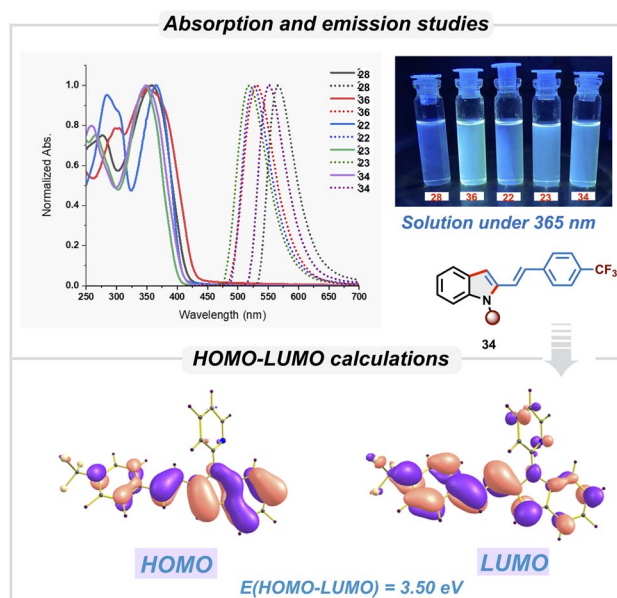 Absorption and emission studies
Normalized Abs.
1.0
0.8
0.6
0.4
0.2
0.0
250 300 350 400 450 500 550 600 650 700
Wavelength (nm)
28
28
36
36
22
22
23
23
34
34
28 36 22 23 34
Solution under 365 nm
CF3
N
34
HOMO-LUMO calculations
HOMO
LUMO
E(HOMO-LUMO) = 3.50 eV